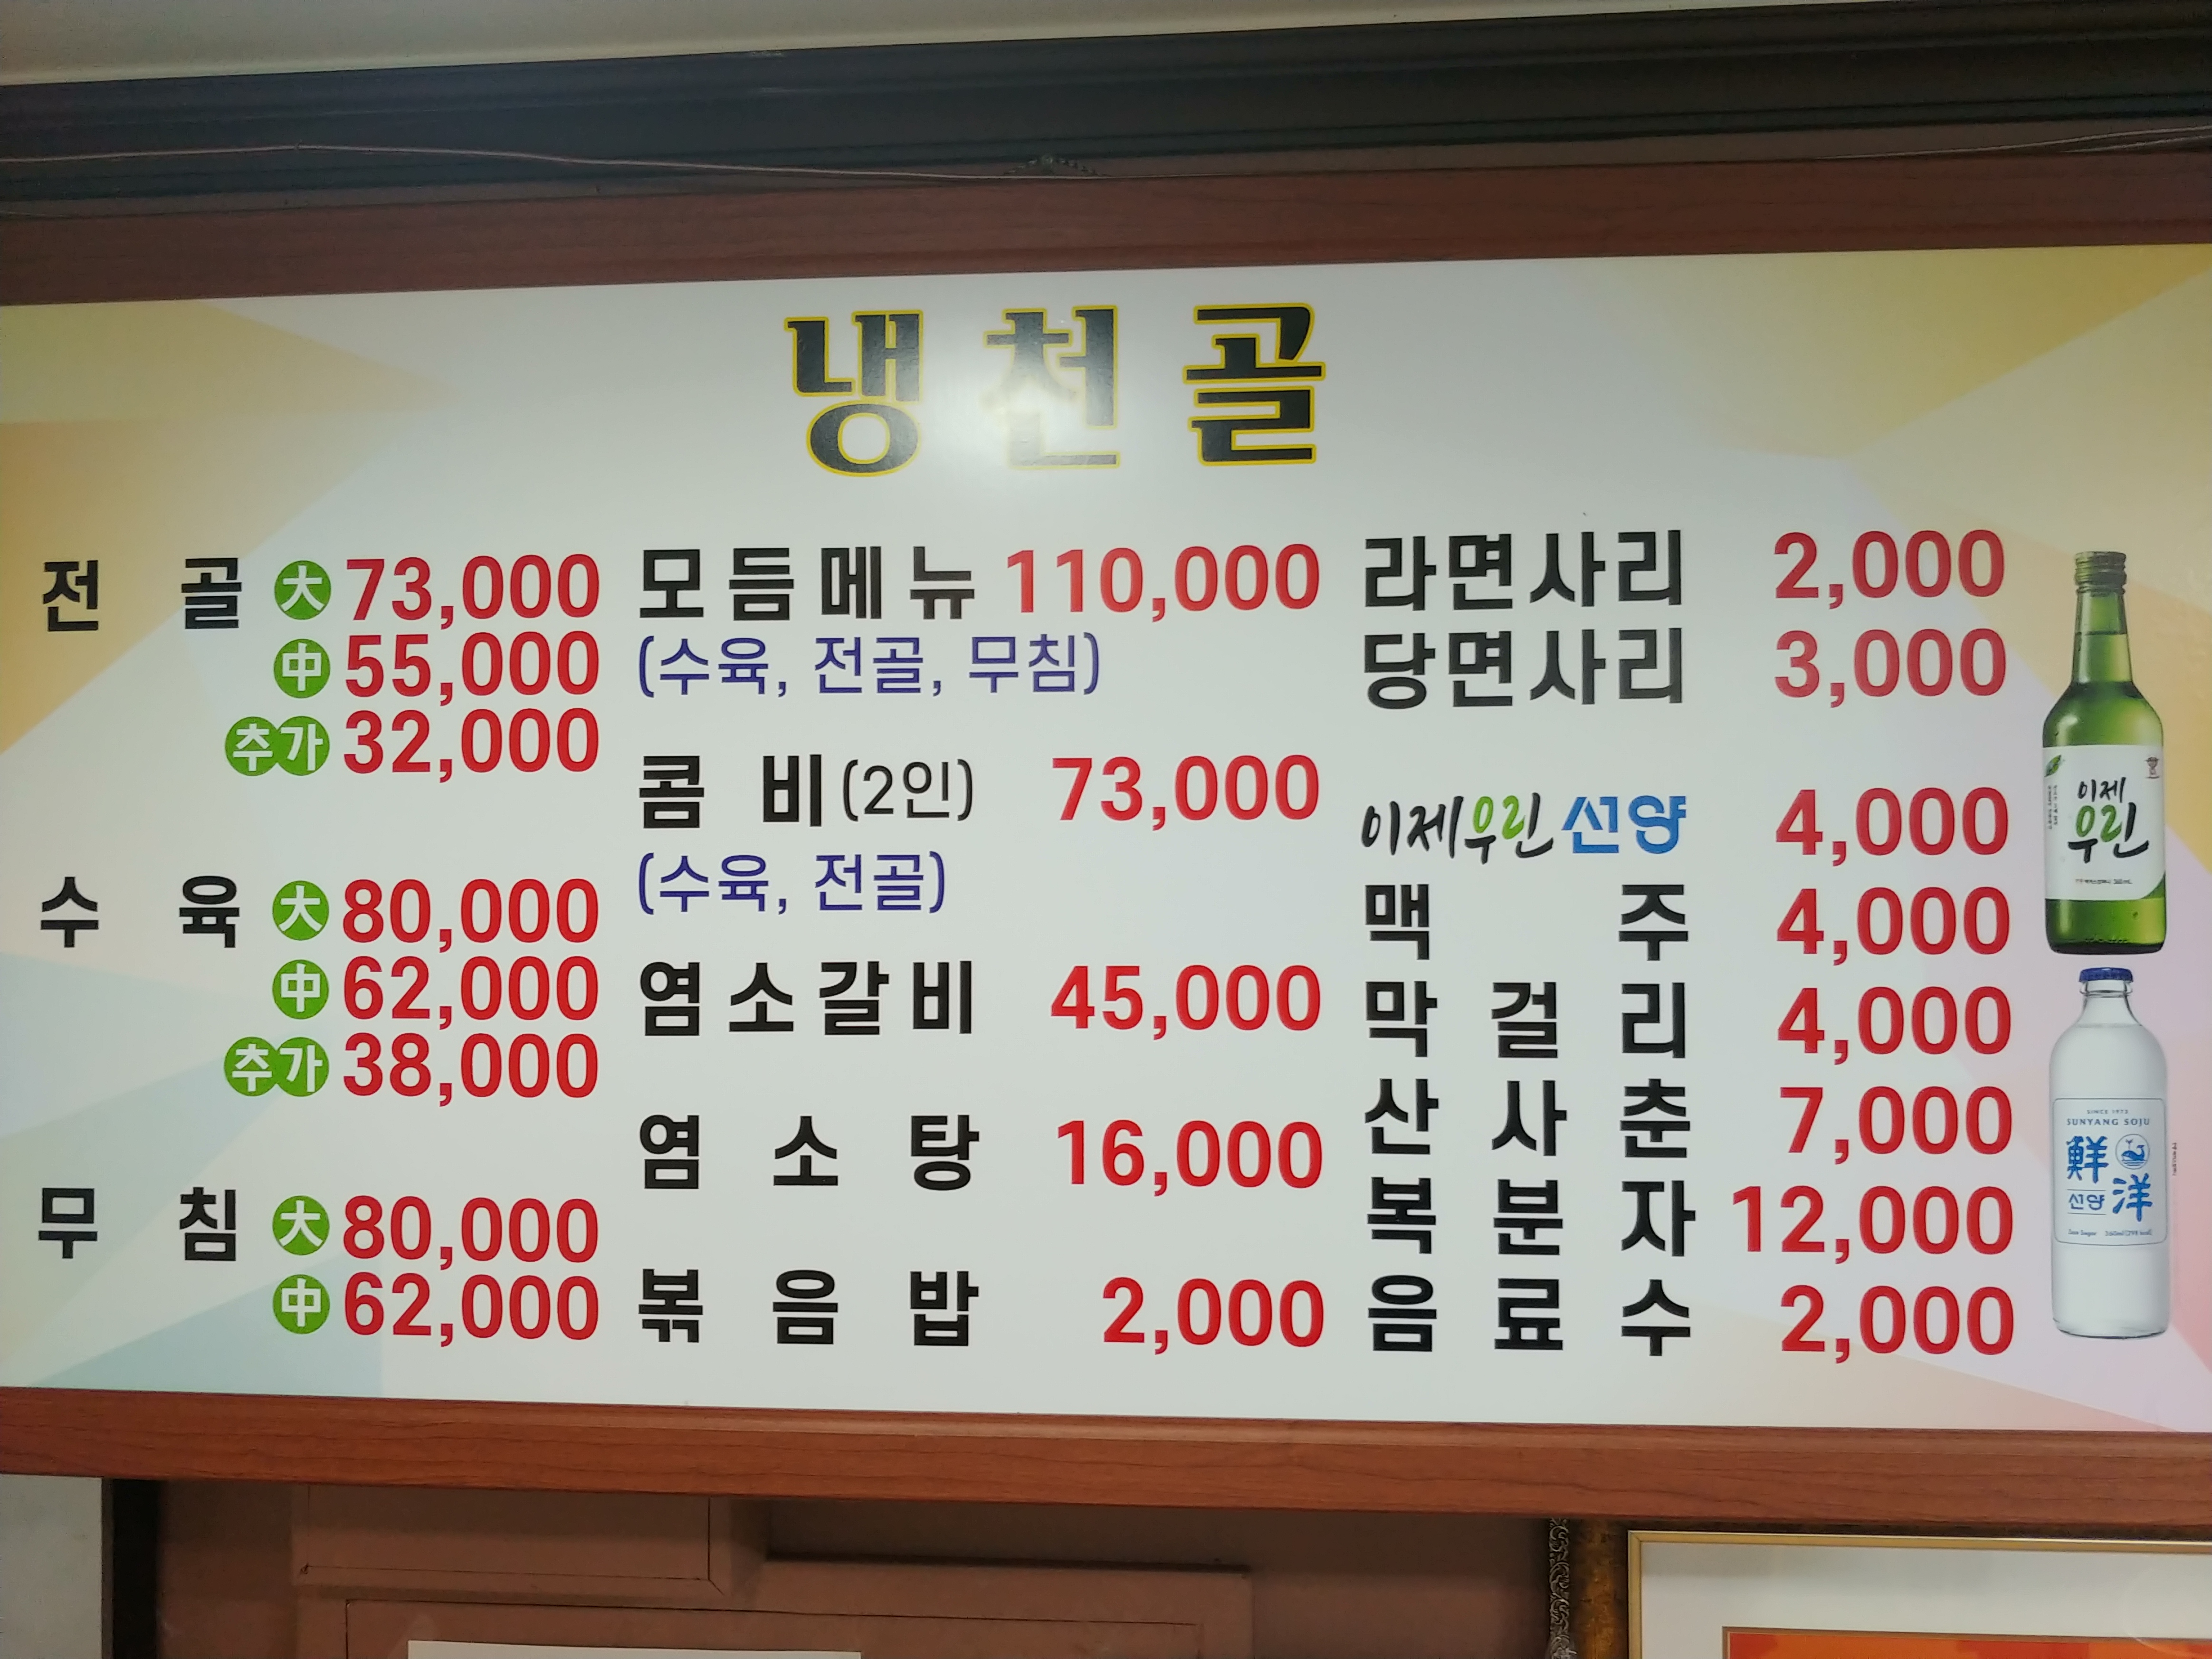 냉천골
전골 大 73,000
中 55,000
추가 32,000
수육 大 80,000
中 62,000
추가 38,000
무침 大 80,000
中 62,000
모듬메뉴 110,000
(수육, 전골, 무침)
콤비(2인) 73,000
(수육, 전골)
염소갈비 45,000
염소탕 16,000
볶음밥 2,000
라면사리 2,000
당면사리 3,000
이제우린 선양 4,000
맥주 4,000
막걸리 4,000
산사춘 7,000
복분자 12,000
음료수 2,000
이제
우린
SINCE 1973
SUNYANG SOJU
鮮
洋
선양